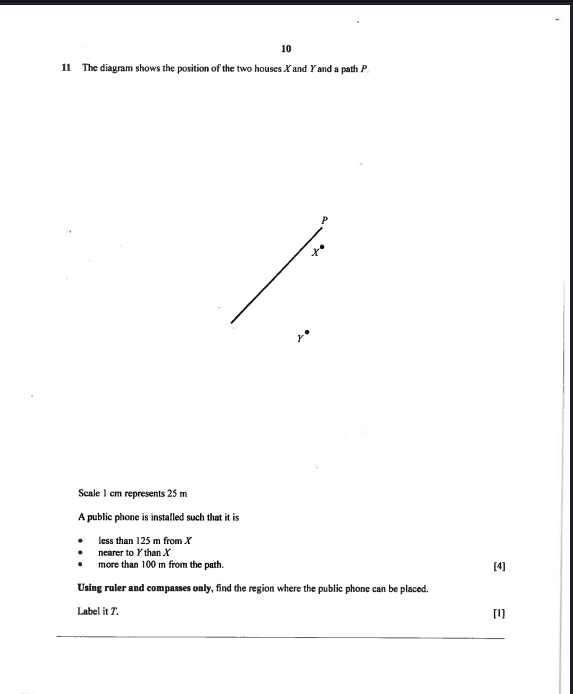 10
11 The diagram shows the position of the two houses X and Y and a path P.
P
X
Y
Scale 1 cm represents 25 m
A public phone is installed such that it is
• less than 125 m from X
• nearer to Y than X
• more than 100 m from the path. [4]
Using ruler and compasses only, find the region where the public phone can be placed.
Label it T. [1]